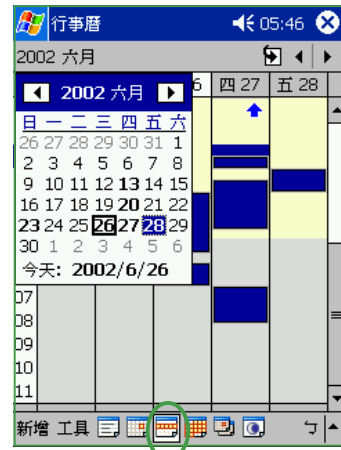 行事曆 05:46
2002 六月
6 四 27 五 28
2002 六月
日 一 二 三 四 五 六
26 27 28 29 30 31 1
2 3 4 5 6 7 8
9 10 11 12 13 14 15
16 17 18 19 20 21 22
23 24 25 26 27 28 29
30 1 2 3 4 5 6
今天: 2002/6/26
07
08
09
10
11
新增 工具 ㄅ